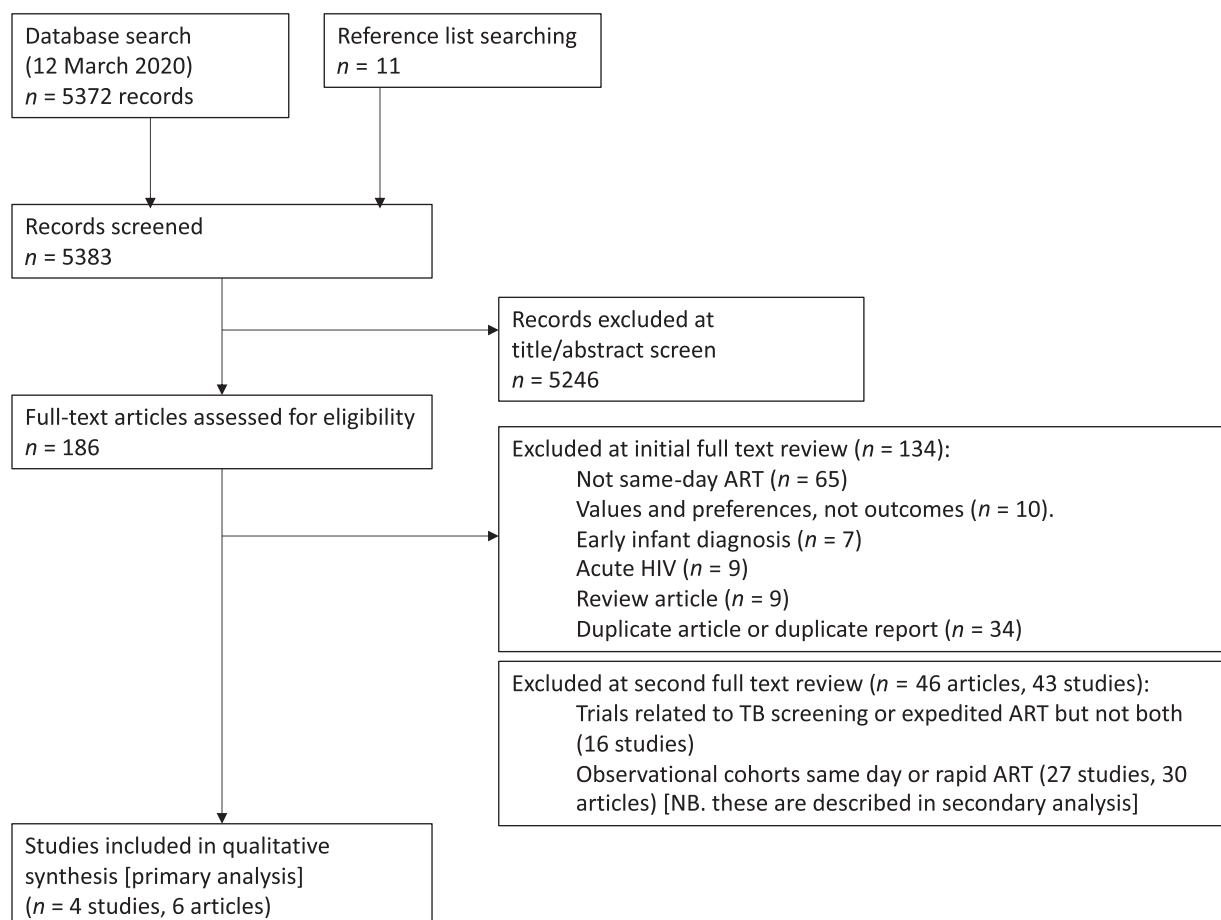 Database search
(12 March 2020)
n = 5372 records
Reference list searching
n = 11
Records screened
n = 5383
Records excluded at
title/abstract screen
n = 5246
Full-text articles assessed for eligibility
n = 186
Excluded at initial full text review (n = 134):
Not same-day ART (n = 65)
Values and preferences, not outcomes (n = 10).
Early infant diagnosis (n = 7)
Acute HIV (n = 9)
Review article (n = 9)
Duplicate article or duplicate report (n = 34)
Excluded at second full text review (n = 46 articles, 43 studies):
Trials related to TB screening or expedited ART but not both
(16 studies)
Observational cohorts same day or rapid ART (27 studies, 30
articles) [NB. these are described in secondary analysis]
Studies included in qualitative
synthesis [primary analysis]
(n = 4 studies, 6 articles)